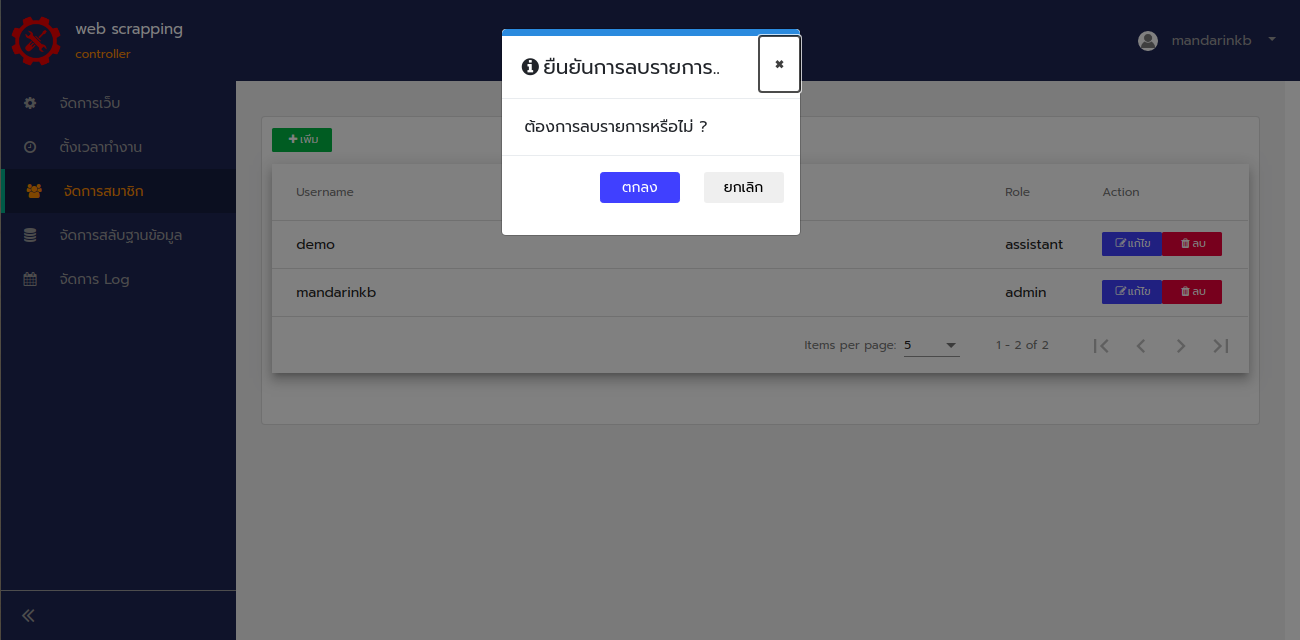 web scrapping
controller
mandarinkb
จัดการเว็บ
ตั้งเวลาทำงาน
จัดการสมาชิก
จัดการสลับฐานข้อมูล
จัดการ Log
ยืนยันการลบรายการ..
ต้องการลบรายการหรือไม่ ?
ตกลง ยกเลิก
เพิ่ม
Username Role Action
demo assistant แก้ไข ลบ
mandarinkb admin แก้ไข ลบ
Items per page: 5 1 - 2 of 2